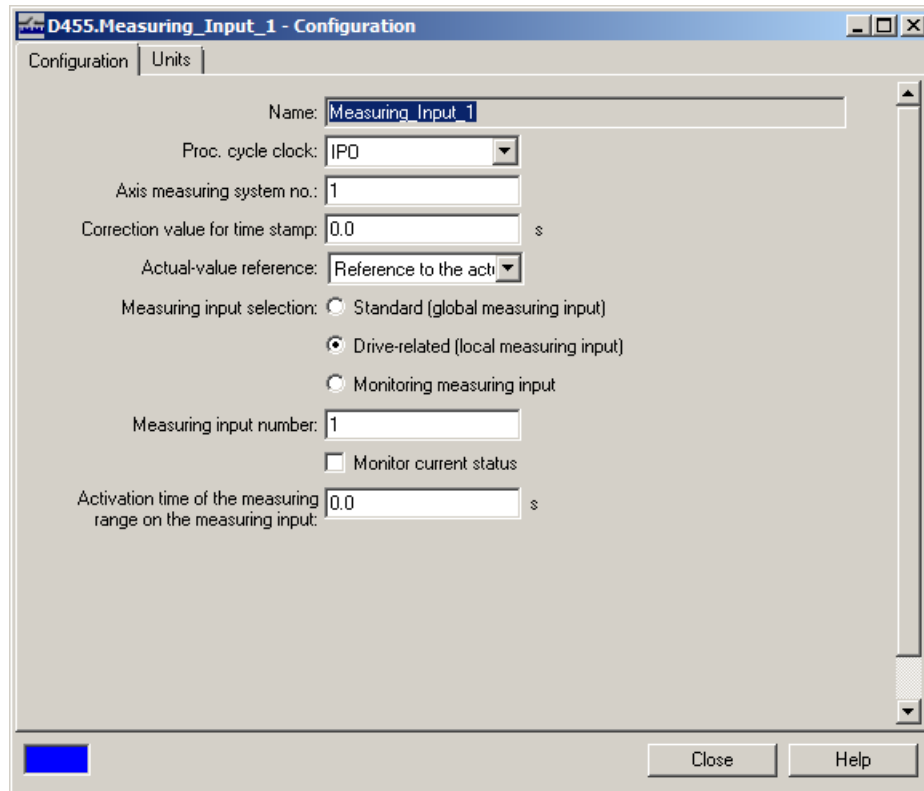 D455.Measuring_Input_1 - Configuration
Configuration Units
Name: Measuring_Input_1
Proc. cycle clock: IPO
Axis measuring system no.: 1
Correction value for time stamp: 0.0 s
Actual-value reference: Reference to the
Measuring input selection: Standard (global measuring input)
Drive-related (local measuring input)
Monitoring measuring input
Measuring input number: 1
Monitor current status
Activation time of the measuring 0.0 s
range on the measuring input:
Close Help